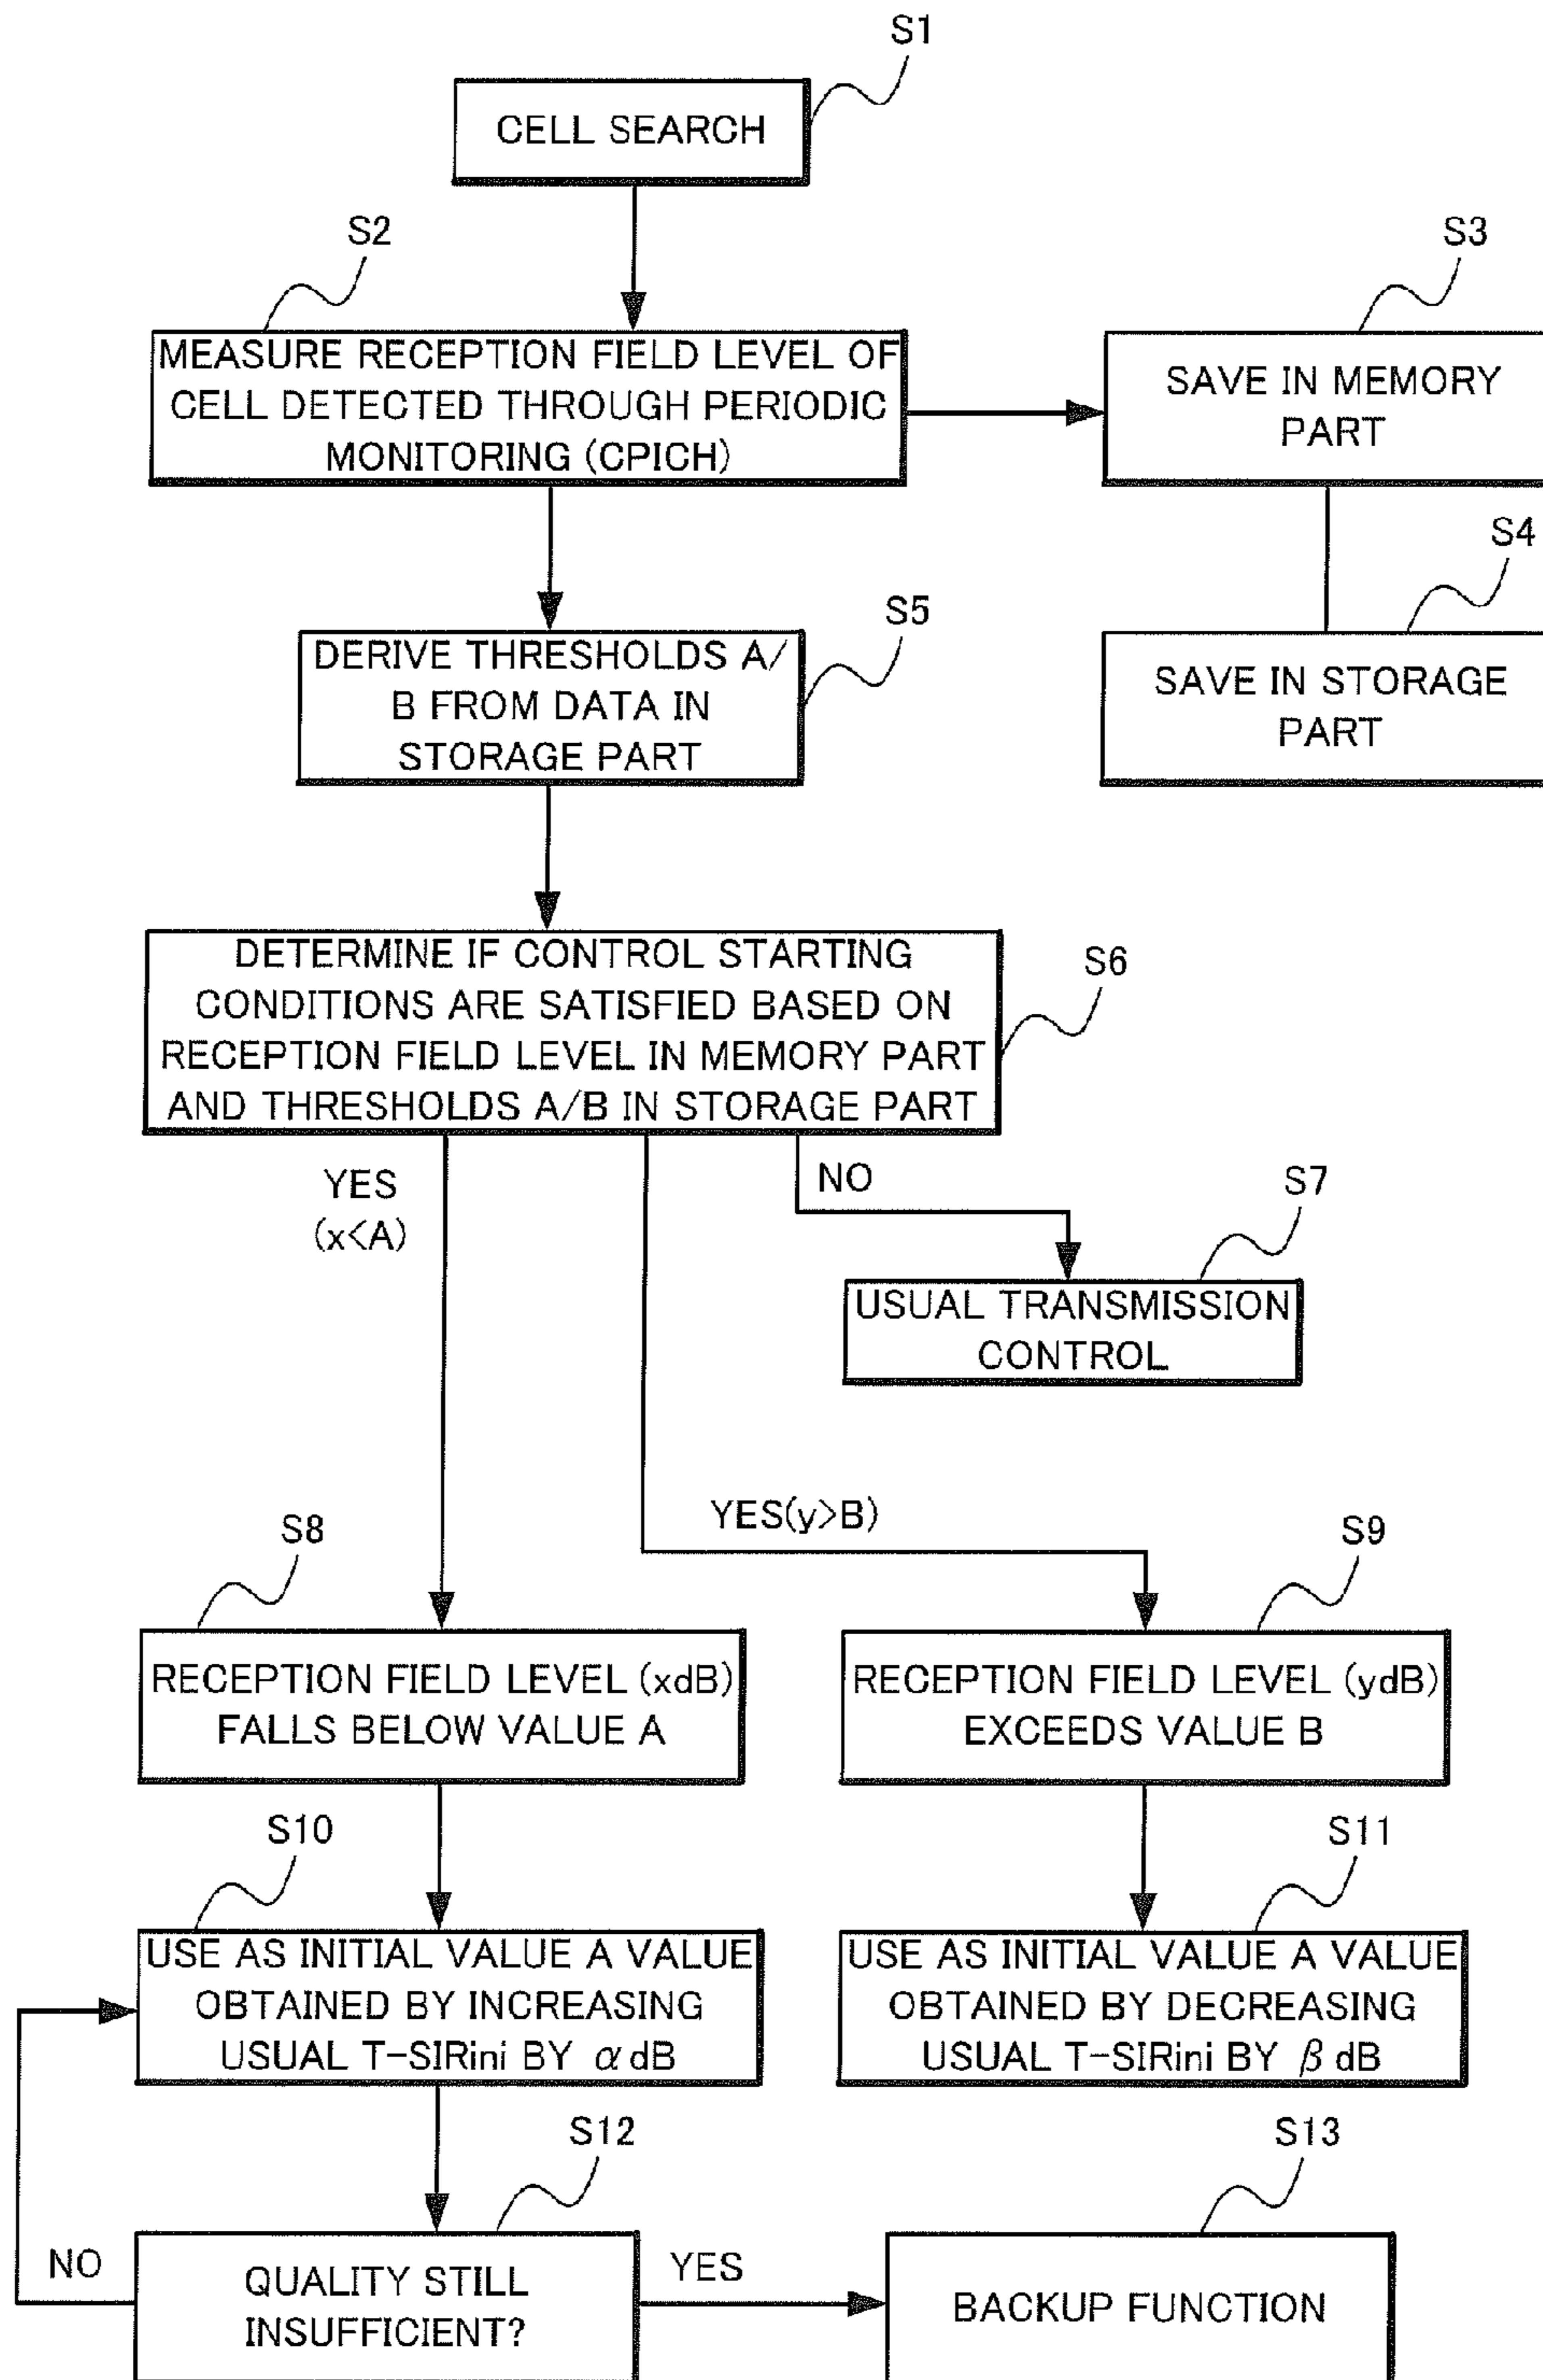 S1
CELL SEARCH
S2
MEASURE RECEPTION FIELD LEVEL OF
CELL DETECTED THROUGH PERIODIC
MONITORING (CPICH)
S3
SAVE IN MEMORY
PART
S4
SAVE IN STORAGE
PART
S5
DERIVE THRESHOLDS A/
B FROM DATA IN
STORAGE PART
S6
DETERMINE IF CONTROL STARTING
CONDITIONS ARE SATISFIED BASED ON
RECEPTION FIELD LEVEL IN MEMORY PART
AND THRESHOLDS A/B IN STORAGE PART
YES
(x<A)
NO
S7
USUAL TRANSMISSION
CONTROL
YES(y>B)
S8
RECEPTION FIELD LEVEL (xdB)
FALLS BELOW VALUE A
S9
RECEPTION FIELD LEVEL (ydB)
EXCEEDS VALUE B
S10
USE AS INITIAL VALUE A VALUE
OBTAINED BY INCREASING
USUAL T-SIRini BY α dB
S11
USE AS INITIAL VALUE A VALUE
OBTAINED BY DECREASING
USUAL T-SIRini BY β dB
S12
NO
QUALITY STILL
INSUFFICIENT?
YES
S13
BACKUP FUNCTION